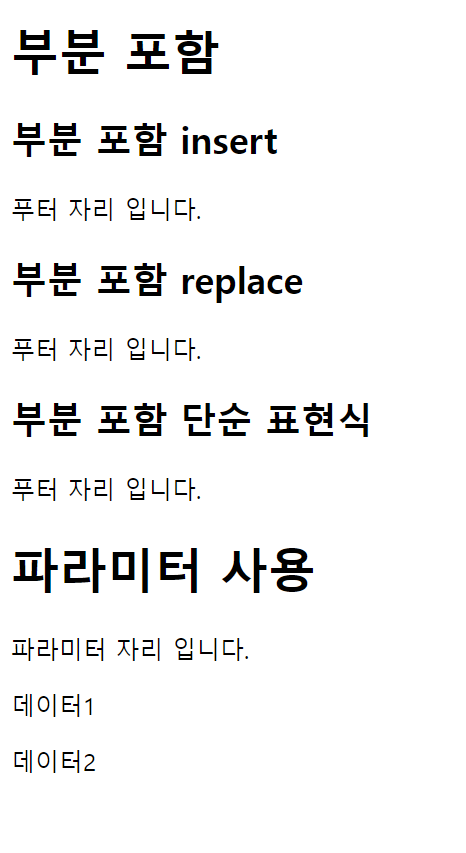 부분 포함
부분 포함 insert
푸터 자리 입니다.
부분 포함 replace
푸터 자리 입니다.
부분 포함 단순 표현식
푸터 자리 입니다.
파라미터 사용
파라미터 자리 입니다.
데이터1
데이터2